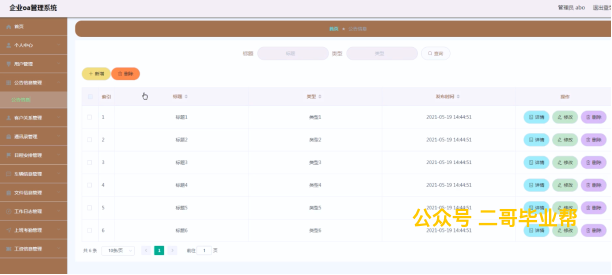 企业oa管理系统
管理员 abo 退出登录
首页
个人中心
用户管理
公告信息管理
公告信息
客户关系管理
通讯录管理
日程安排管理
车辆信息管理
文件信息管理
工作日志管理
上班考勤管理
工资信息管理
首页 公告信息
标题 标题 类型 类型 查询
+ 新增 删除
索引 标题 类型 发布时间 操作
1 标题1 类型1 2021-05-19 14:44:51 详情 修改 删除
2 标题2 类型2 2021-05-19 14:44:51 详情 修改 删除
3 标题3 类型3 2021-05-19 14:44:51 详情 修改 删除
4 标题4 类型4 2021-05-19 14:44:51 详情 修改 删除
5 标题5 类型5 2021-05-19 14:44:51 详情 修改 删除
6 标题6 类型6 2021-05-19 14:44:51 详情 修改 删除
公众号 二哥毕业帮
共 6 条 10条/页 1 前往 1 页